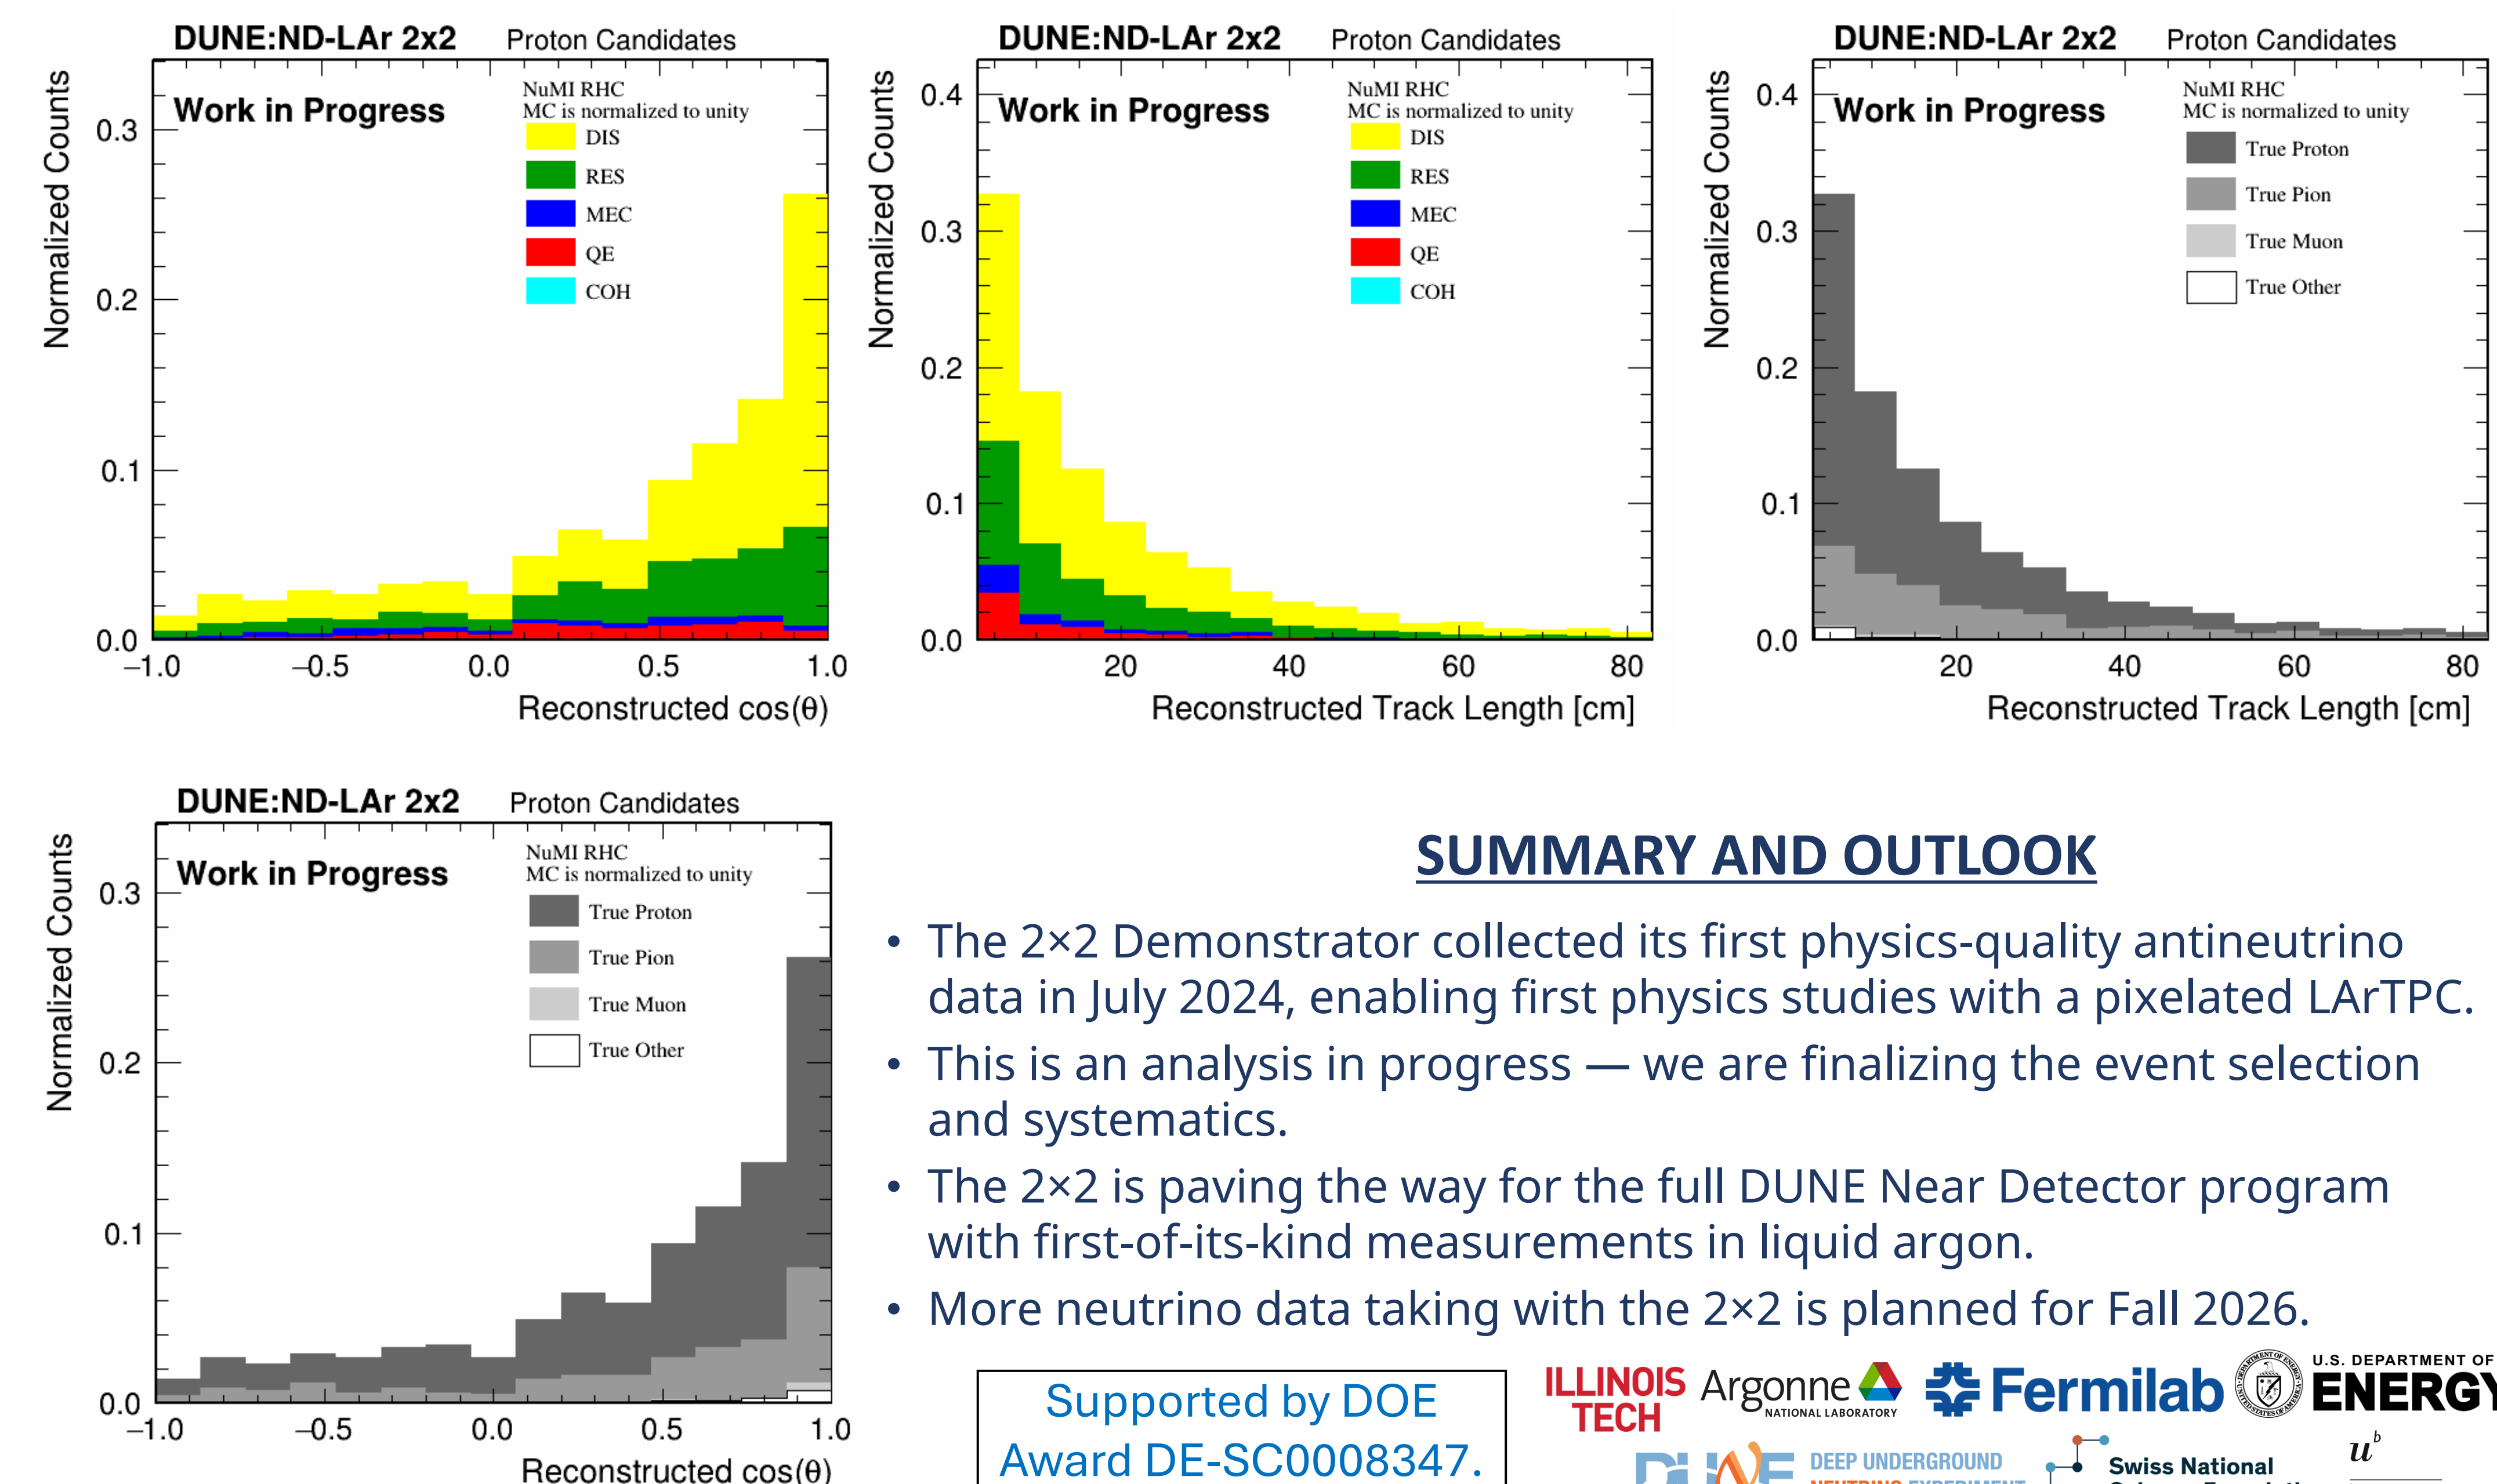 DUNE:ND-LAr 2x2 Proton Candidates
Work in Progress
NuMI RHC
MC is normalized to unity
DIS
RES
MEC
QE
COH
Normalized Counts
0.3
0.2
0.1
0.0
−1.0 −0.5 0.0 0.5 1.0
Reconstructed cos(θ)
DUNE:ND-LAr 2x2 Proton Candidates
Work in Progress
NuMI RHC
MC is normalized to unity
DIS
RES
MEC
QE
COH
Normalized Counts
0.4
0.3
0.2
0.1
0.0
20 40 60 80
Reconstructed Track Length [cm]
DUNE:ND-LAr 2x2 Proton Candidates
Work in Progress
NuMI RHC
MC is normalized to unity
True Proton
True Pion
True Muon
True Other
Normalized Counts
0.4
0.3
0.2
0.1
0.0
20 40 60 80
Reconstructed Track Length [cm]
DUNE:ND-LAr 2x2 Proton Candidates
Work in Progress
NuMI RHC
MC is normalized to unity
True Proton
True Pion
True Muon
True Other
Normalized Counts
0.3
0.2
0.1
0.0
−1.0 −0.5 0.0 0.5 1.0
Reconstructed cos(θ)
SUMMARY AND OUTLOOK
• The 2×2 Demonstrator collected its first physics-quality antineutrino
data in July 2024, enabling first physics studies with a pixelated LArTPC.
• This is an analysis in progress — we are finalizing the event selection
and systematics.
• The 2×2 is paving the way for the full DUNE Near Detector program
with first-of-its-kind measurements in liquid argon.
• More neutrino data taking with the 2×2 is planned for Fall 2026.
Supported by DOE
Award DE-SC0008347.
ILLINOIS
TECH
Argonne
NATIONAL LABORATORY
Fermilab
U.S. DEPARTMENT OF
ENERGY
DUNE
DEEP UNDERGROUND
NEUTRINO EXPERIMENT
Swiss National
u^b